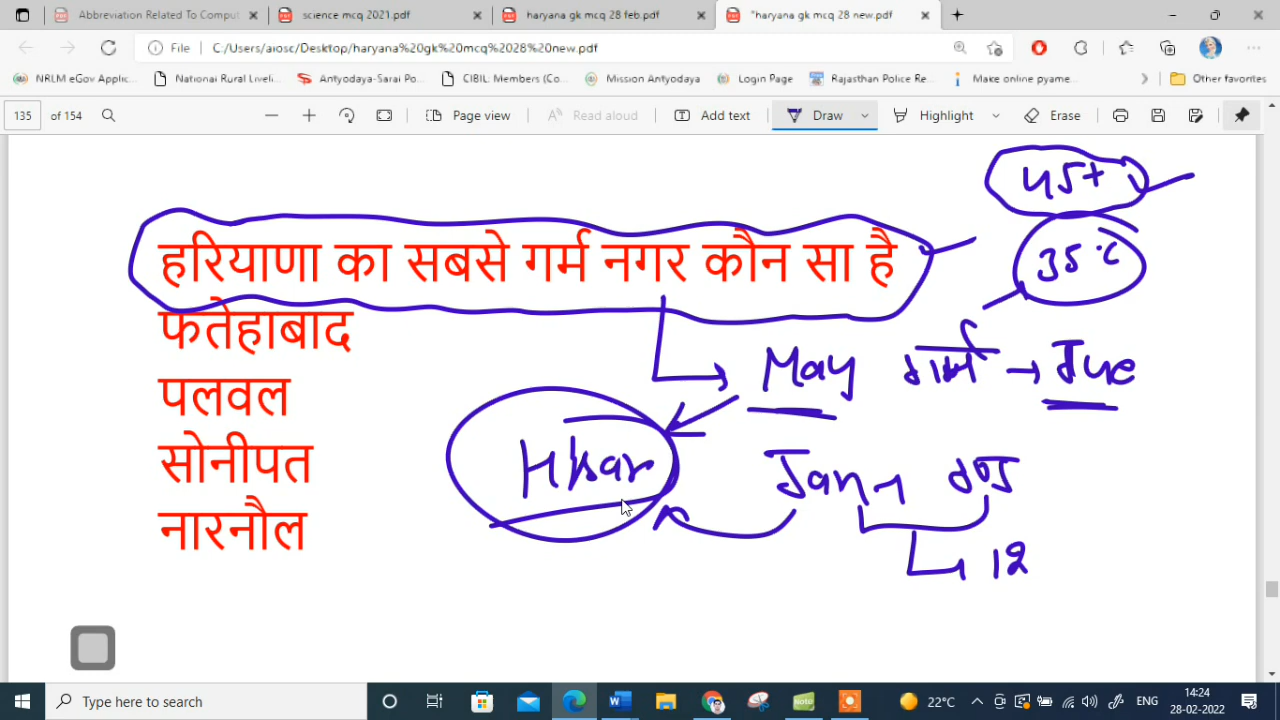 Abbreviation Related To Comput
science mcq 2021.pdf
haryana gk mcq 28 feb.pdf
*haryana gk mcq 28 new.pdf
File
C:/Users/aiosc/Desktop/haryana%20gk%20mcq%2028%20new.pdf
NRLM eGov Applic...
National Rural Liveli...
Antyodaya-Saral Po...
CIBIL: Members (Co...
Mission Antyodaya
Login Page
Rajasthan Police Re...
Make online pyame...
Other favorites
135 of 154
Page view
Read aloud
Add text
Draw
Highlight
Erase
45+
35°C
हरियाणा का सबसे गर्म नगर कौन सा है
फतेहाबाद
May
Jue
पलवल
Hisar
Jan
सोनीपत
नारनौल
12
Type here to search
22°C
ENG
14:24
28-02-2022